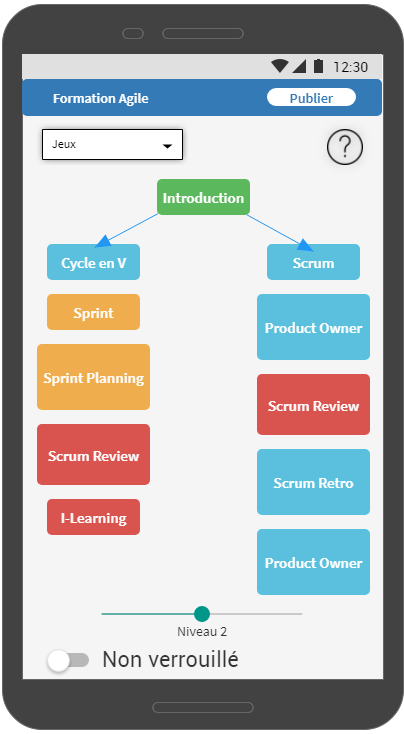 12:30
Formation Agile
Publier
Jeux
?
Introduction
Cycle en V
Scrum
Sprint
Product Owner
Sprint Planning
Scrum Review
Scrum Review
Scrum Retro
I-Learning
Product Owner
Niveau 2
Non verrouillé